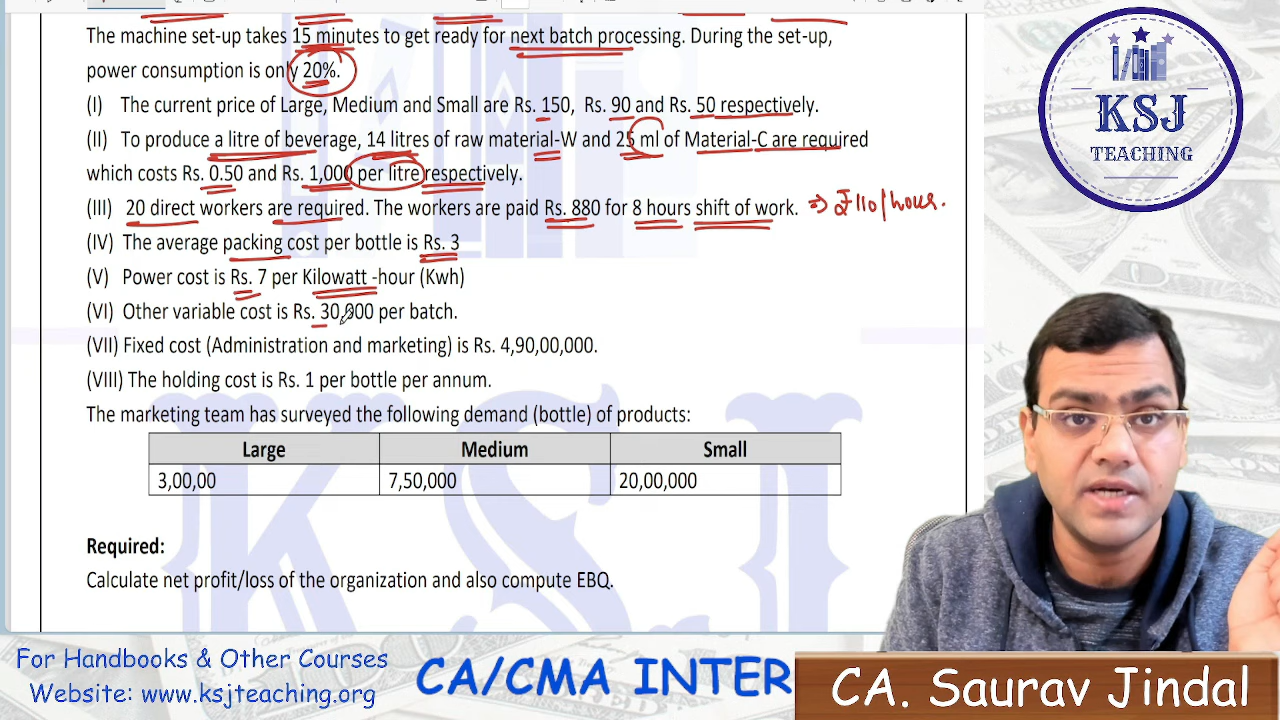 The machine set-up takes 15 minutes to get ready for next batch processing. During the set-up,
power consumption is only 20%.
(I) The current price of Large, Medium and Small are Rs. 150, Rs. 90 and Rs. 50 respectively.
(II) To produce a litre of beverage, 14 litres of raw material-W and 25 ml of Material-C are required
which costs Rs. 0.50 and Rs. 1,000 per litre respectively.
(III) 20 direct workers are required. The workers are paid Rs. 880 for 8 hours shift of work. ⇒ ₹110/hour.
(IV) The average packing cost per bottle is Rs. 3
(V) Power cost is Rs. 7 per Kilowatt -hour (Kwh)
(VI) Other variable cost is Rs. 30,000 per batch.
(VII) Fixed cost (Administration and marketing) is Rs. 4,90,00,000.
(VIII) The holding cost is Rs. 1 per bottle per annum.
The marketing team has surveyed the following demand (bottle) of products:
Large Medium Small
3,00,00 7,50,000 20,00,000
Required:
Calculate net profit/loss of the organization and also compute EBQ.
KSJ
TEACHING
For Handbooks & Other Courses
Website: www.ksjteaching.org
CA/CMA INTER
CA. Saurav Jindal